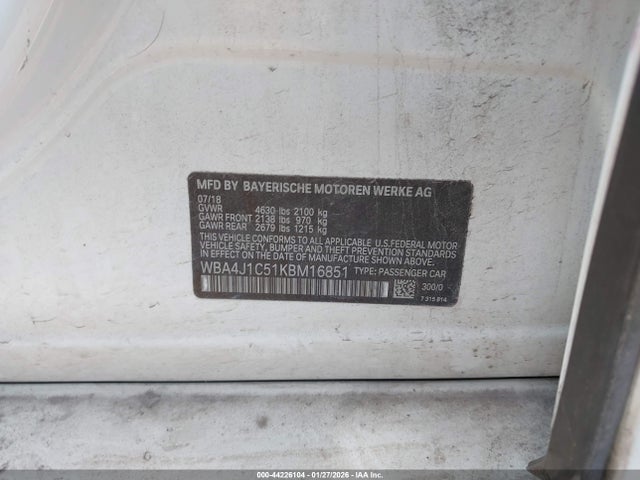 MFD BY BAYERISCHE MOTOREN WERKE AG
07/18
GVWR 4630 lbs 2100 kg
GAWR FRONT 2138 lbs 970 kg
GAWR REAR 2679 lbs 1215 kg
THIS VEHICLE CONFORMS TO ALL APPLICABLE U.S. FEDERAL MOTOR
VEHICLE SAFETY, BUMPER AND THEFT PREVENTION STANDARDS
IN EFFECT ON THE DATE OF MANUFACTURE SHOWN ABOVE.
WBA4J1C51KBM16851 TYPE: PASSENGER CAR
300/0
7 315 914
000-44226104 | 01/27/2026 | IAA Inc. |